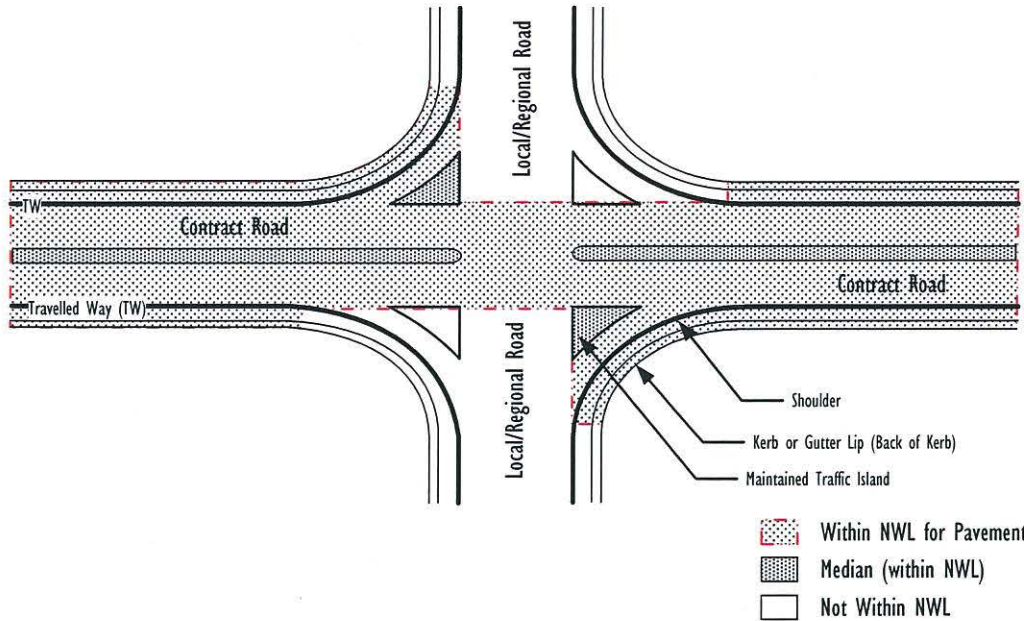 Local/Regional Road
TW
Contract Road
Contract Road
Travelled Way (TW)
Local/Regional Road
Shoulder
Kerb or Gutter Lip (Back of Kerb)
Maintained Traffic Island
Within NWL for Pavement
Median (within NWL)
Not Within NWL